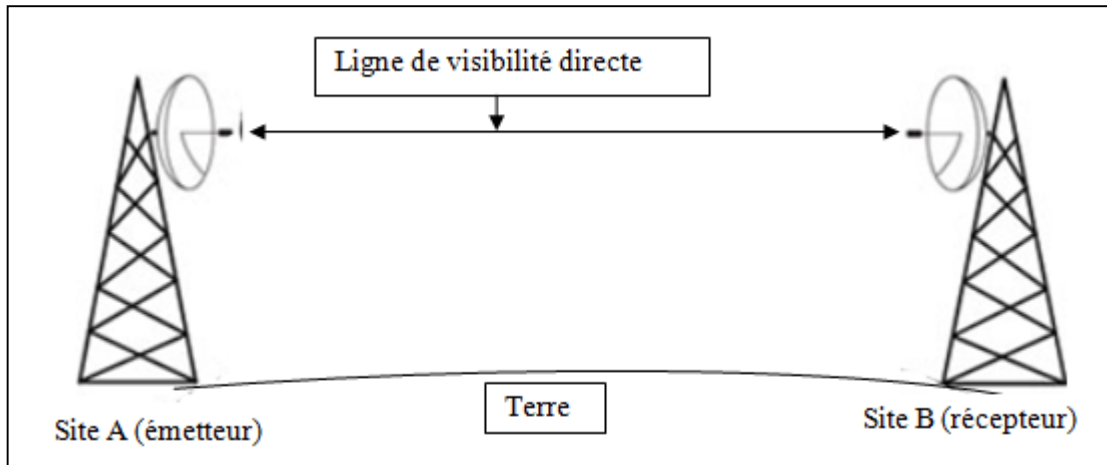 Ligne de visibilité directe
Terre
Site A (émetteur)
Site B (récepteur)